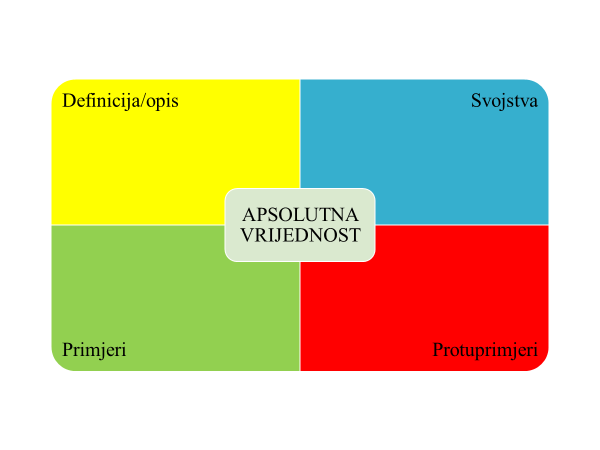 Definicija/opis
Svojstva
APSOLUTNA
VRIJEDNOST
Primjeri
Protuprimjeri